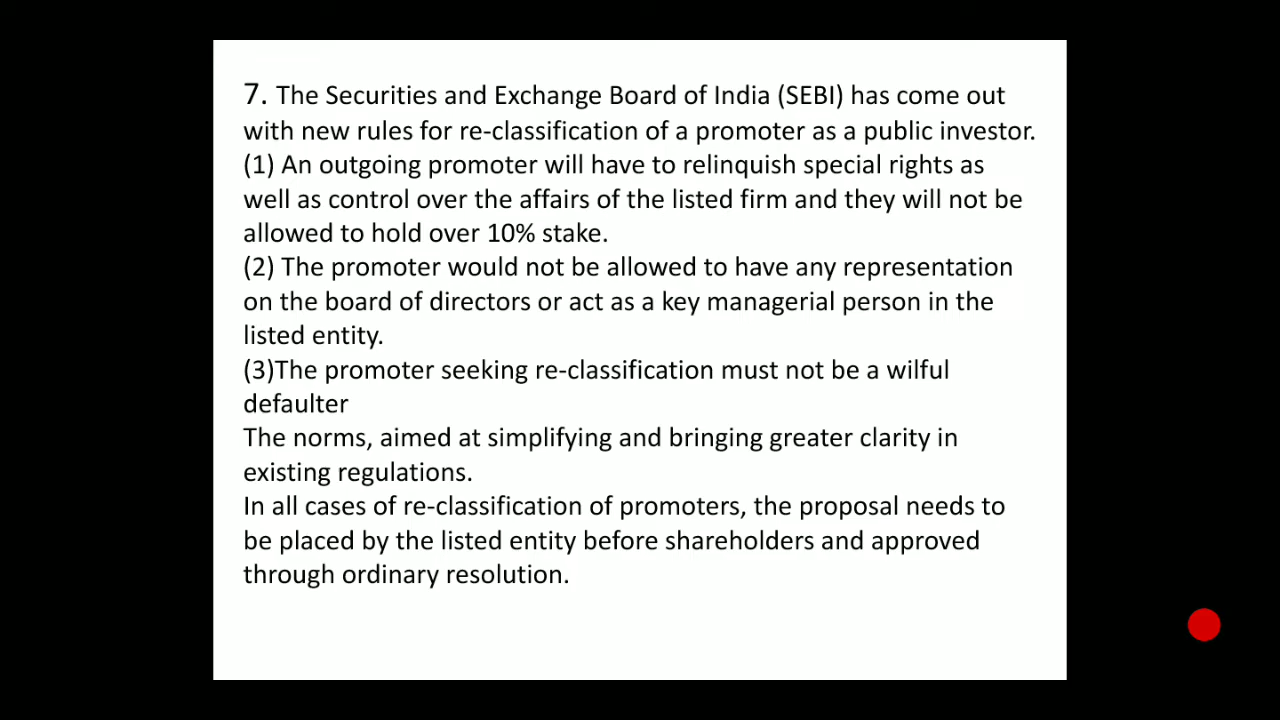 7. The Securities and Exchange Board of India (SEBI) has come out
with new rules for re-classification of a promoter as a public investor.
(1) An outgoing promoter will have to relinquish special rights as
well as control over the affairs of the listed firm and they will not be
allowed to hold over 10% stake.
(2) The promoter would not be allowed to have any representation
on the board of directors or act as a key managerial person in the
listed entity.
(3)The promoter seeking re-classification must not be a wilful
defaulter
The norms, aimed at simplifying and bringing greater clarity in
existing regulations.
In all cases of re-classification of promoters, the proposal needs to
be placed by the listed entity before shareholders and approved
through ordinary resolution.